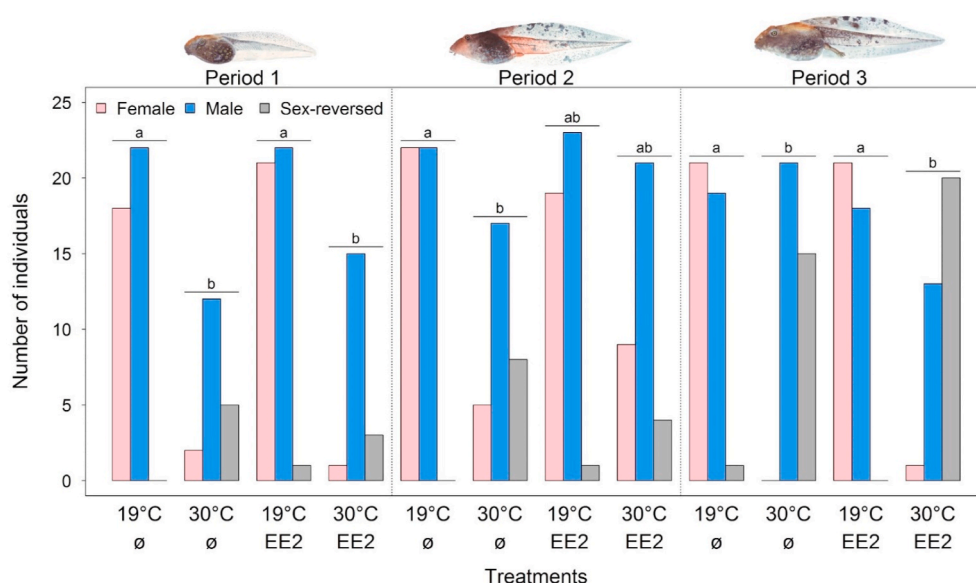 Period 1 Period 2 Period 3
Female Male Sex-reversed
a b a b a b ab ab a b a b
Number of individuals
25
20
15
10
5
0
19°C 30°C 19°C 30°C 19°C 30°C 19°C 30°C 19°C 30°C 19°C 30°C
ø ø EE2 EE2 ø ø EE2 EE2 ø ø EE2 EE2
Treatments